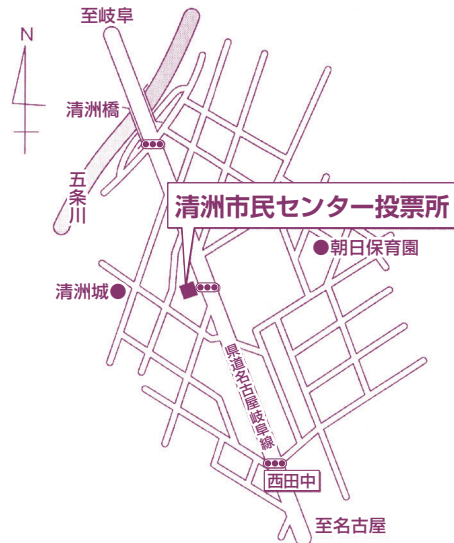 至岐阜
N
清洲橋
五条川
清洲市民センター投票所
●朝日保育園
清洲城●
県道名古屋岐阜線
西田中
至名古屋